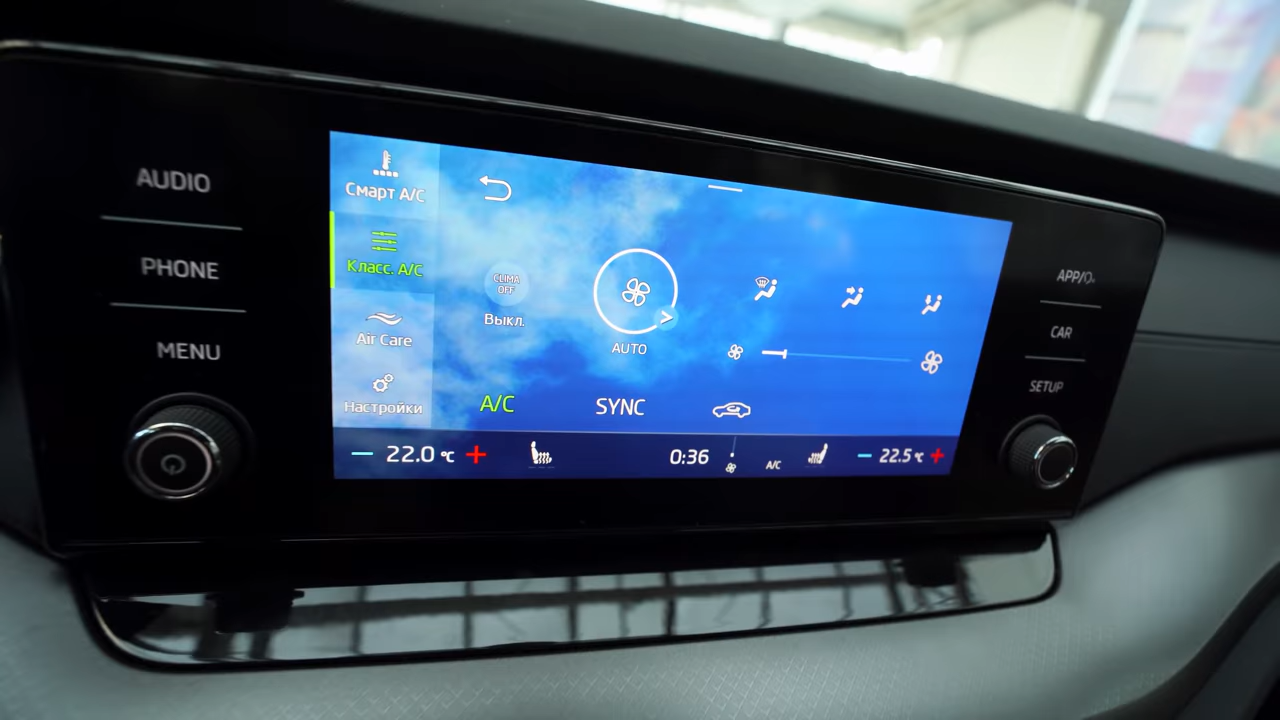 AUDIO
PHONE
MENU
Смарт A/C
Класс. A/C
Air Care
Настройки
CLIMA
OFF
Выкл.
AUTO
A/C
SYNC
22.0 °C
0:36
A/C
22.5 °C
APP/
CAR
SETUP